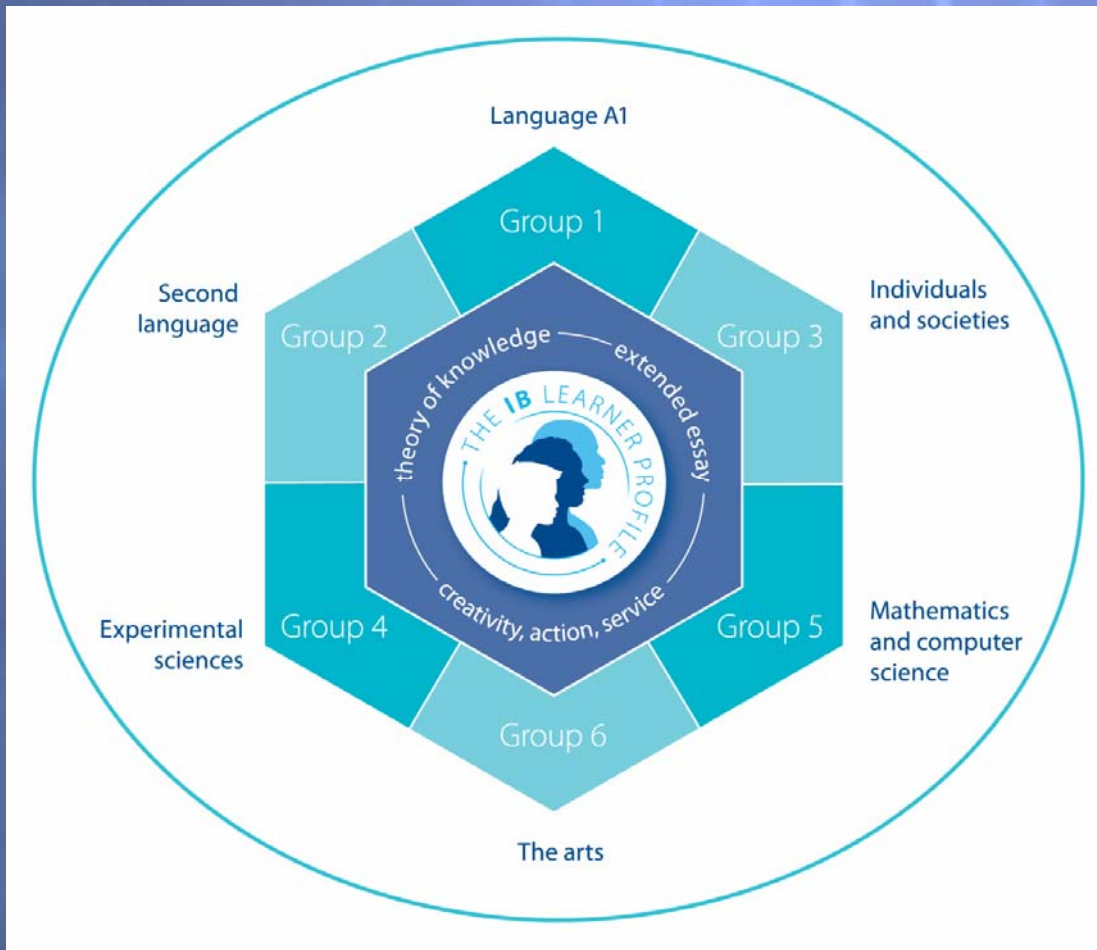 Language A1
Group 1
Second
language
Group 2
Group 3
Individuals
and societies
theory of knowledge
extended essay
THE IB LEARNER PROFILE
creativity, action, service
Experimental
sciences
Group 4
Group 5
Mathematics
and computer
science
Group 6
The arts